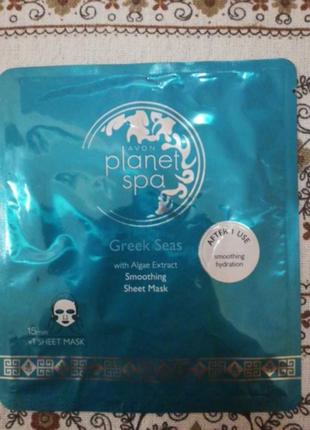 AVON
planet
spa
Greek Seas
with Algae Extract
Smoothing
Sheet Mask
AFTER 1 USE
smoothing
hydration
15min
x1 SHEET MASK